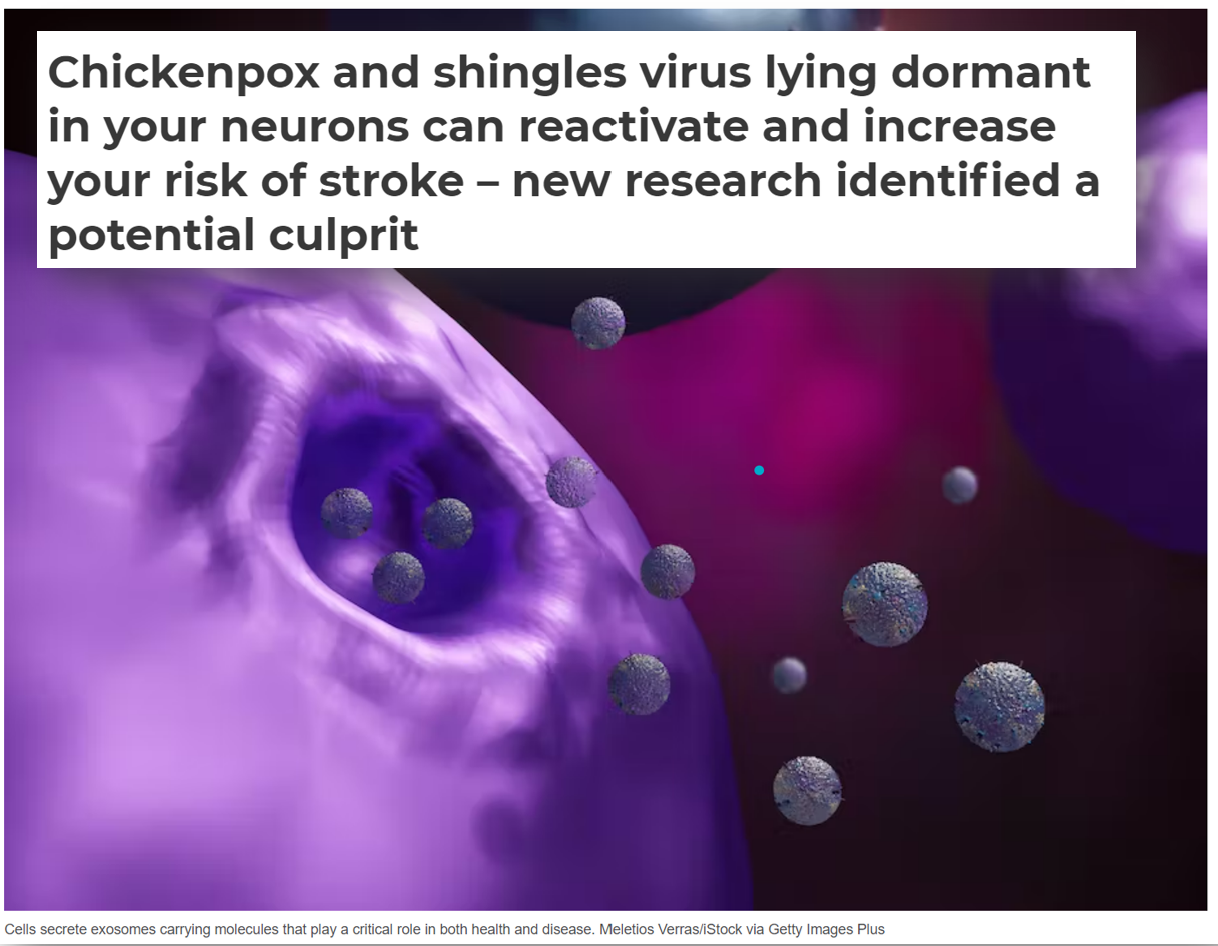 Chickenpox and shingles virus lying dormant
in your neurons can reactivate and increase
your risk of stroke – new research identified a
potential culprit
Cells secrete exosomes carrying molecules that play a critical role in both health and disease. Meletios Verras/iStock via Getty Images Plus